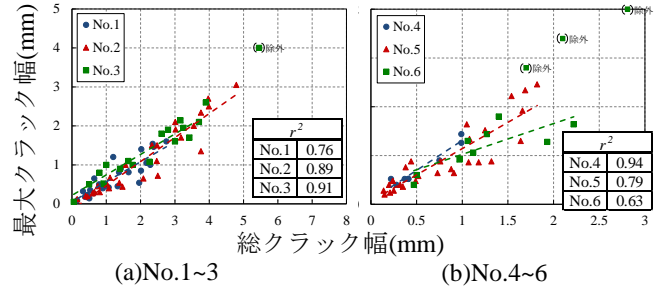 最大クラック幅(mm)
5
4
3
2
1
0
No.1
No.2
No.3
(■)除外
r²
No.1 0.76
No.2 0.89
No.3 0.91
0 1 2 3 4 5 6 7 8
No.4
No.5
No.6
(■)除外
(■)除外
(■)除外
r²
No.4 0.94
No.5 0.79
No.6 0.63
0 0.5 1 1.5 2 2.5 3
総クラック幅(mm)
(a)No.1~3
(b)No.4~6